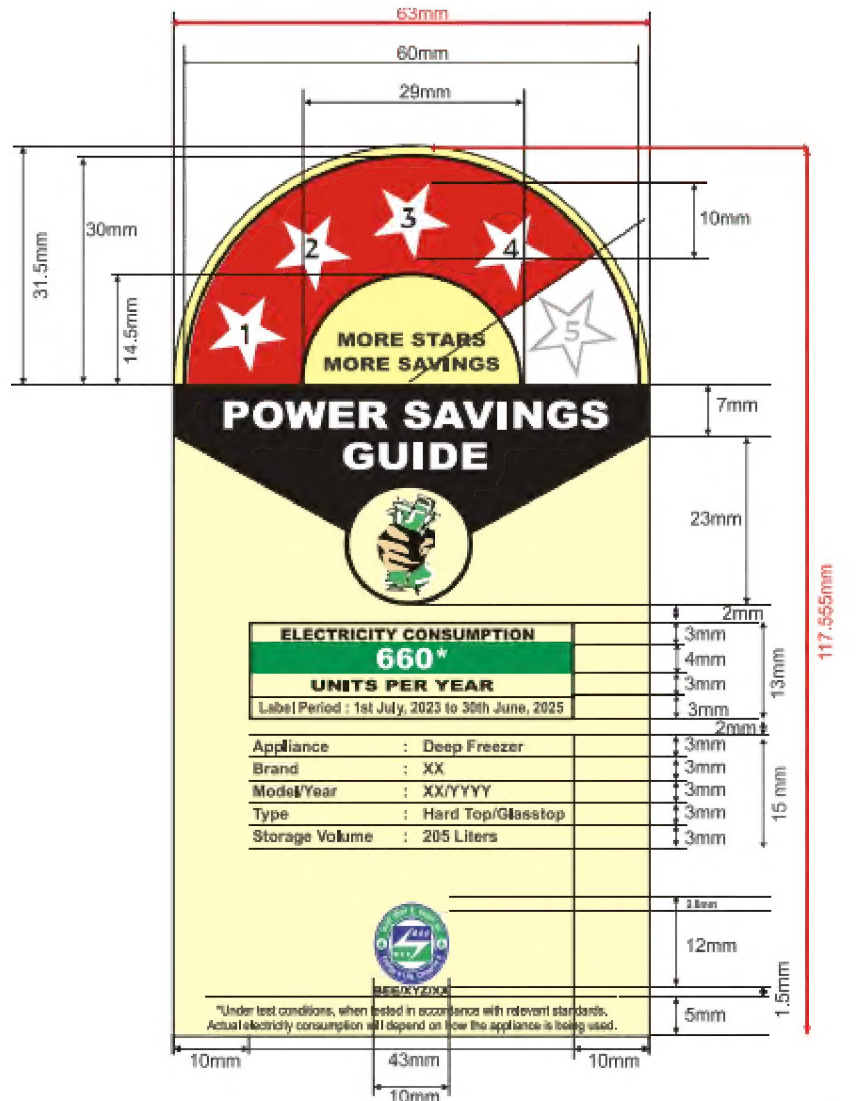 63mm
60mm
29mm
31.5mm
30mm
14.5mm
10mm
1
2
3
4
5
MORE STARS
MORE SAVINGS
7mm
POWER SAVINGS
GUIDE
23mm
117.555mm
2mm
ELECTRICITY CONSUMPTION
3mm
660*
4mm
13mm
UNITS PER YEAR
3mm
Label Period : 1st July, 2023 to 30th June, 2025
3mm
2mm
Appliance : Deep Freezer
3mm
Brand : XX
3mm
Model/Year : XX/YYYY
3mm
15 mm
Type : Hard Top/Glasstop
3mm
Storage Volume : 205 Liters
3mm
12mm
BEE/XYZ/XX
1.5mm
*Under test conditions, when tested in accordance with relevant standards.
5mm
Actual electricity consumption will depend on how the appliance is being used.
10mm
43mm
10mm
10mm